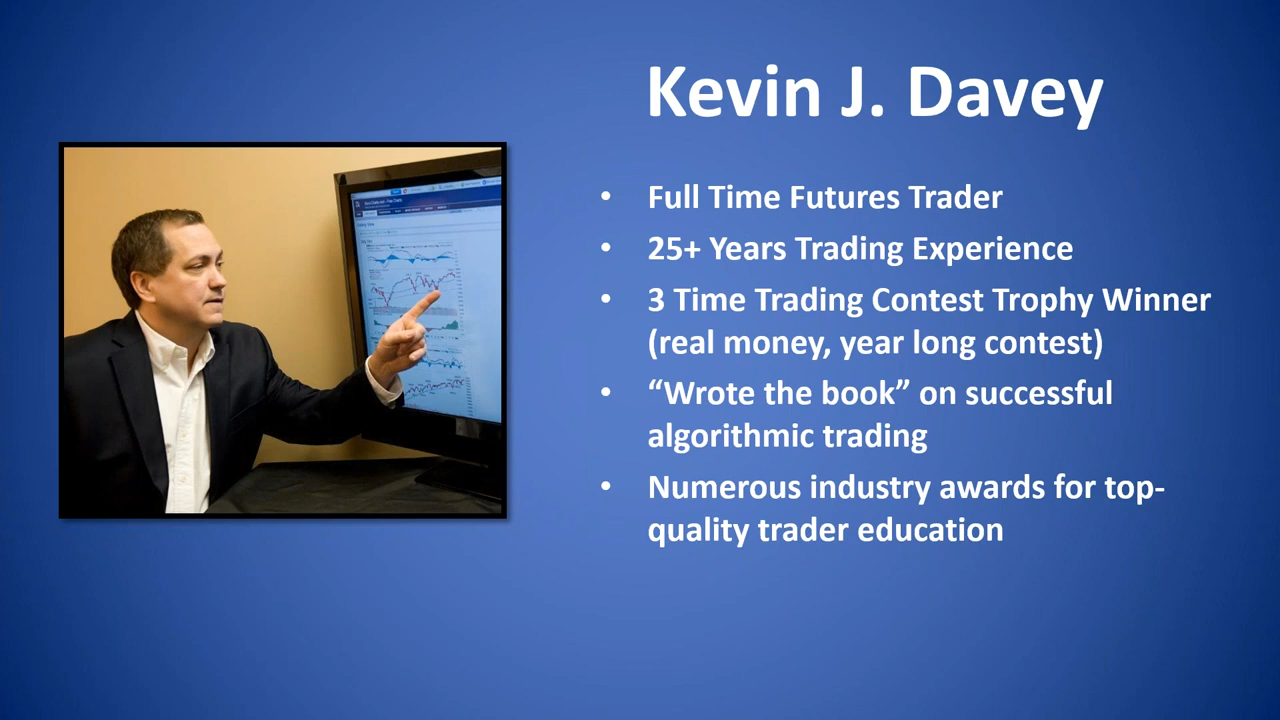 Kevin J. Davey
• Full Time Futures Trader
• 25+ Years Trading Experience
• 3 Time Trading Contest Trophy Winner
(real money, year long contest)
• “Wrote the book” on successful
algorithmic trading
• Numerous industry awards for top-
quality trader education